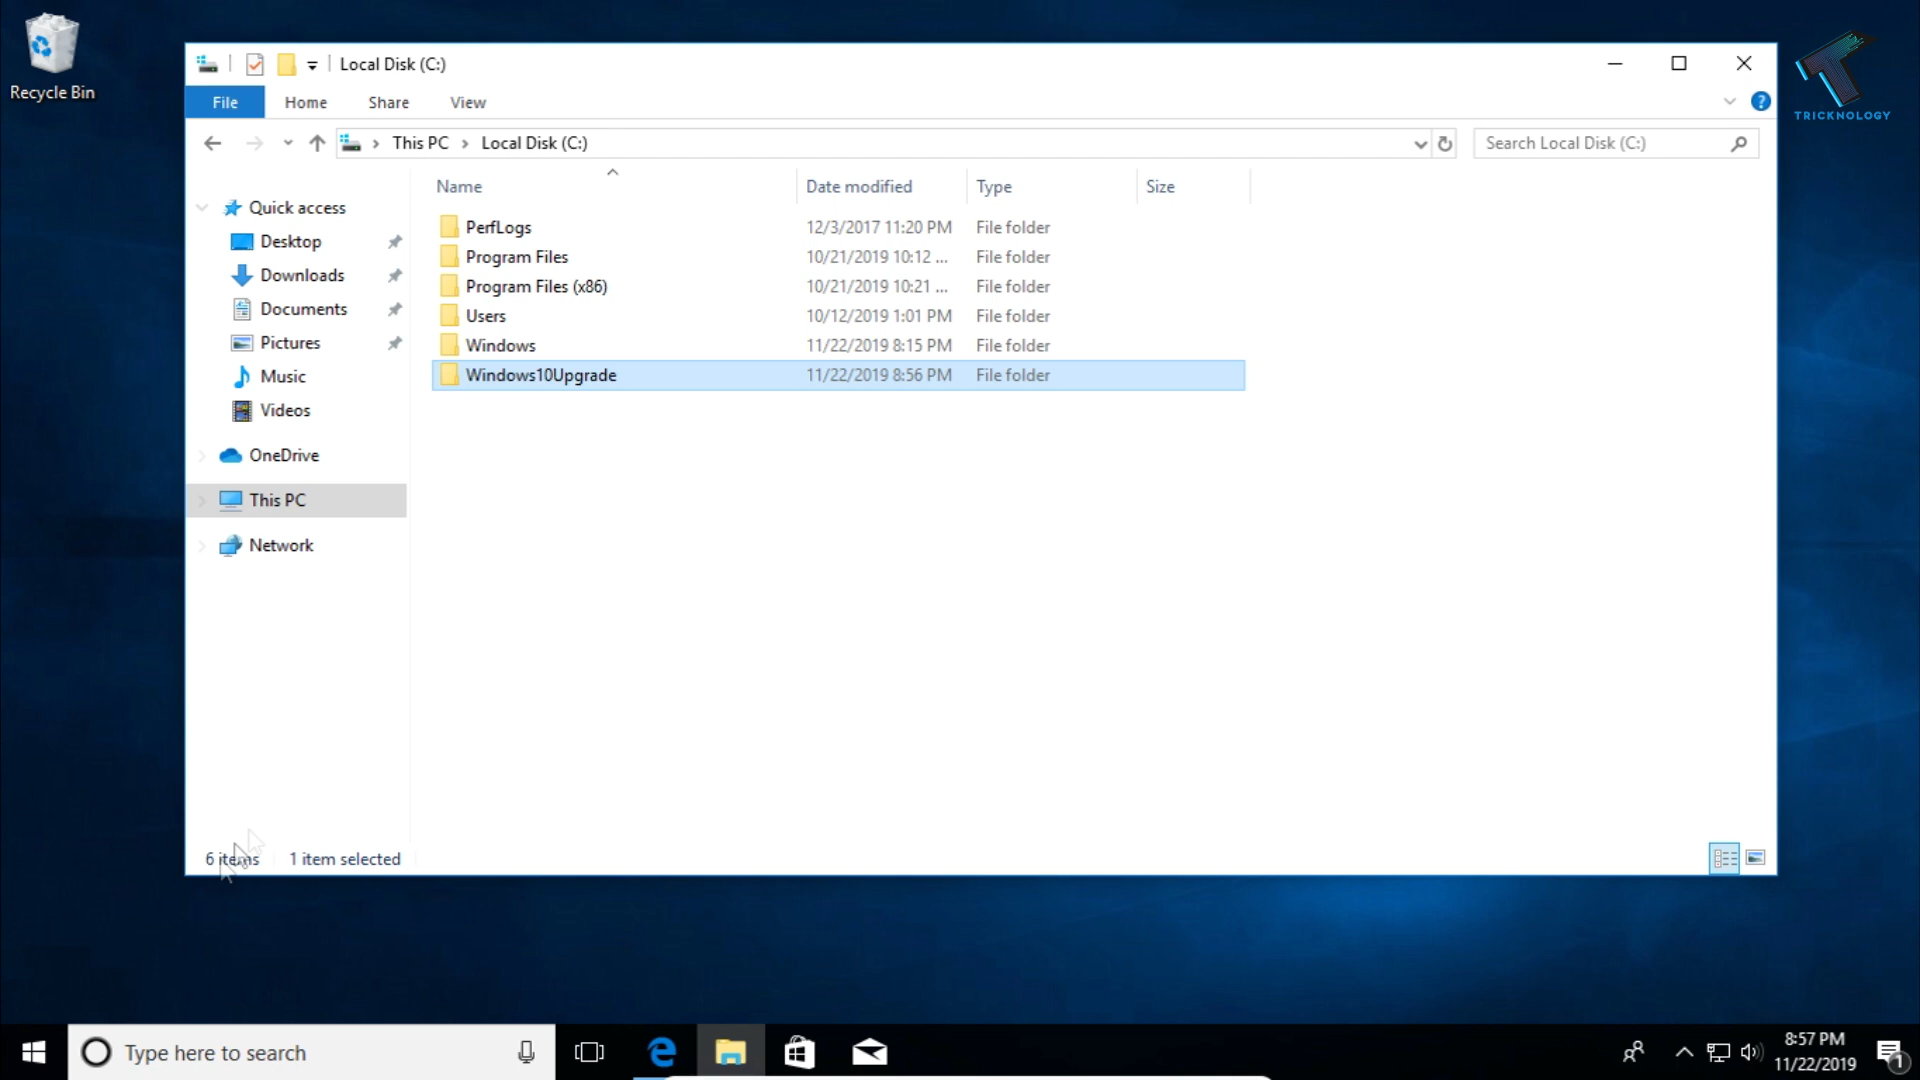 Recycle Bin
Local Disk (C:)
TRICKNOLOGY
File Home Share View
?
This PC Local Disk (C:)
Search Local Disk (C:)
Name Date modified Type Size
Quick access
Desktop
Downloads
Documents
Pictures
Music
Videos
OneDrive
This PC
Network
PerfLogs 12/3/2017 11:20 PM File folder
Program Files 10/21/2019 10:12 ... File folder
Program Files (x86) 10/21/2019 10:21 ... File folder
Users 10/12/2019 1:01 PM File folder
Windows 11/22/2019 8:15 PM File folder
Windows10Upgrade 11/22/2019 8:56 PM File folder
6 items 1 item selected
Type here to search
8:57 PM
11/22/2019
1